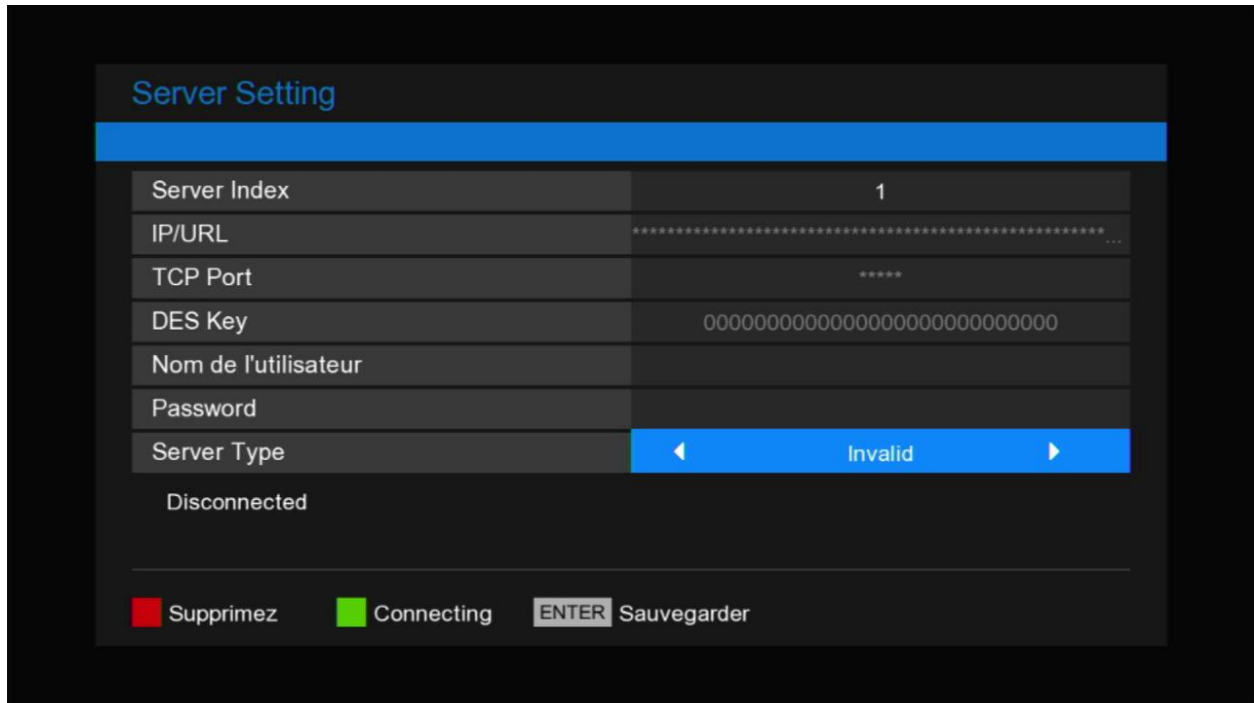 Server Setting
Server Index 1
IP/URL ******************************************************...
TCP Port *****
DES Key 0000000000000000000000000000
Nom de l'utilisateur
Password
Server Type Invalid
Disconnected
Supprimez Connecting ENTER Sauvegarder